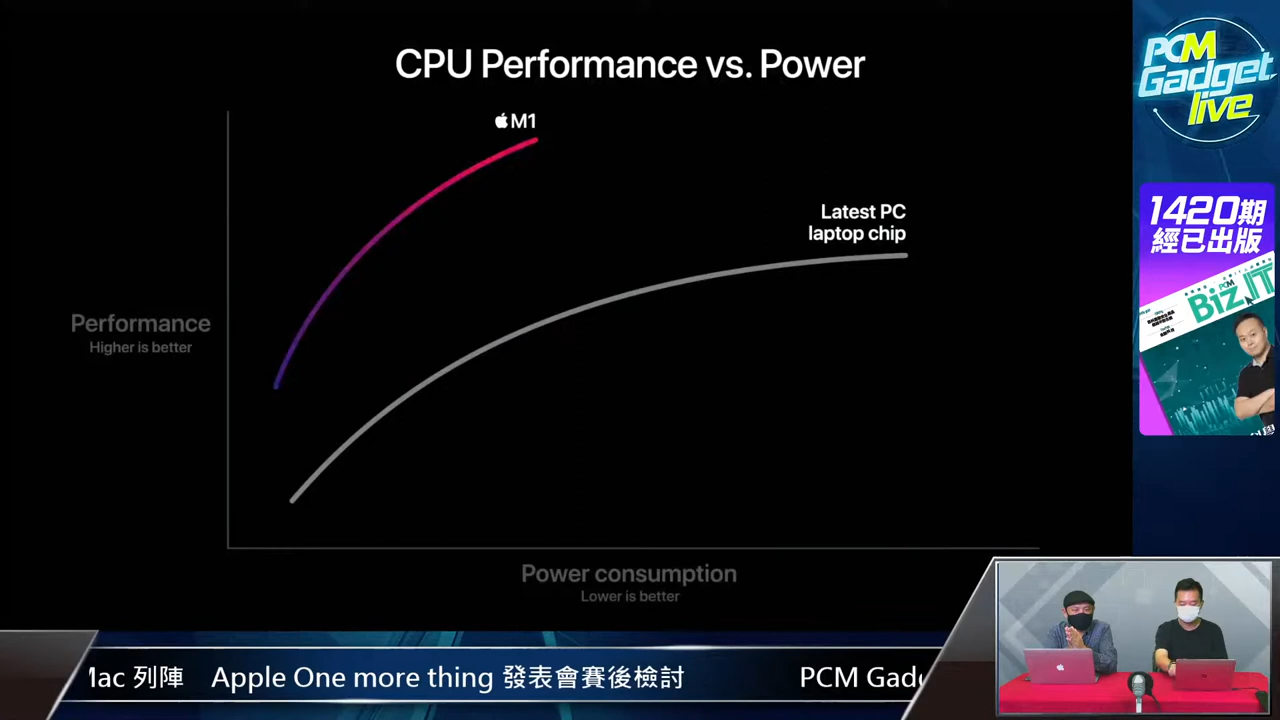 CPU Performance vs. Power
M1
Latest PC
laptop chip
Performance
Higher is better
Power consumption
Lower is better
PCM
Gadget
live
1420期
經已出版
PCM
Biz.IT
Mac 列陣 Apple One more thing 發表會賽後檢討 PCM Gadg